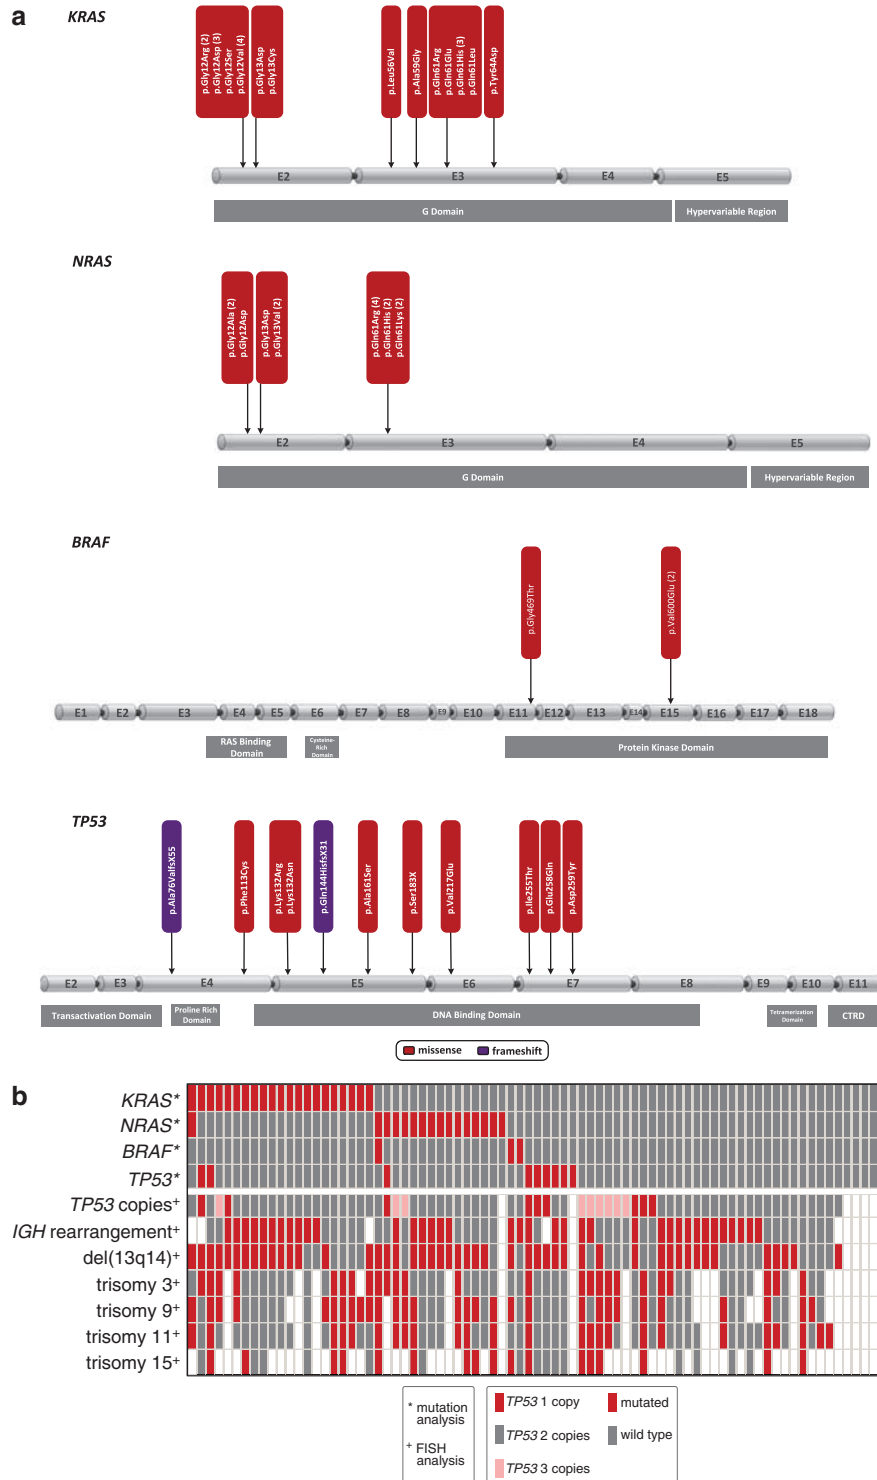 a
KRAS
p.Gly12Arg (2)
p.Gly12Asp (3)
p.Gly12Ser
p.Gly12Val (4)
p.Gly13Asp
p.Gly13Cys
p.Leu56Val
p.Ala59Gly
p.Gln61Arg
p.Gln61Glu
p.Gln61His (3)
p.Gln61Leu
p.Tyr64Asp
E2 E3 E4 E5
G Domain Hypervariable Region
NRAS
p.Gly12Ala (2)
p.Gly12Asp
p.Gly13Asp
p.Gly13Val (2)
p.Gln61Arg (4)
p.Gln61His (2)
p.Gln61Lys (2)
E2 E3 E4 E5
G Domain Hypervariable Region
BRAF
p.Gly469Thr
p.Val600Glu (2)
E1 E2 E3 E4 E5 E6 E7 E8 E9 E10 E11 E12 E13 E14 E15 E16 E17 E18
RAS Binding
Domain
Cysteine-
Rich
Domain
Protein Kinase Domain
TP53
p.Ala76ValfsX55
p.Phe113Cys
p.Lys132Arg
p.Lys132Asn
p.Gln144HisfsX31
p.Ala161Ser
p.Ser183X
p.Val217Glu
p.Ile255Thr
p.Glu258Gln
p.Asp259Tyr
E2 E3 E4 E5 E6 E7 E8 E9 E10 E11
Transactivation Domain
Proline Rich
Domain
DNA Binding Domain
Tetramerization
Domain
CTRD
missense frameshift
b
KRAS*
NRAS*
BRAF*
TP53*
TP53 copies+
IGH rearrangement+
del(13q14)+
trisomy 3+
trisomy 9+
trisomy 11+
trisomy 15+
* mutation
analysis
+ FISH
analysis
TP53 1 copy
TP53 2 copies
TP53 3 copies
mutated
wild type